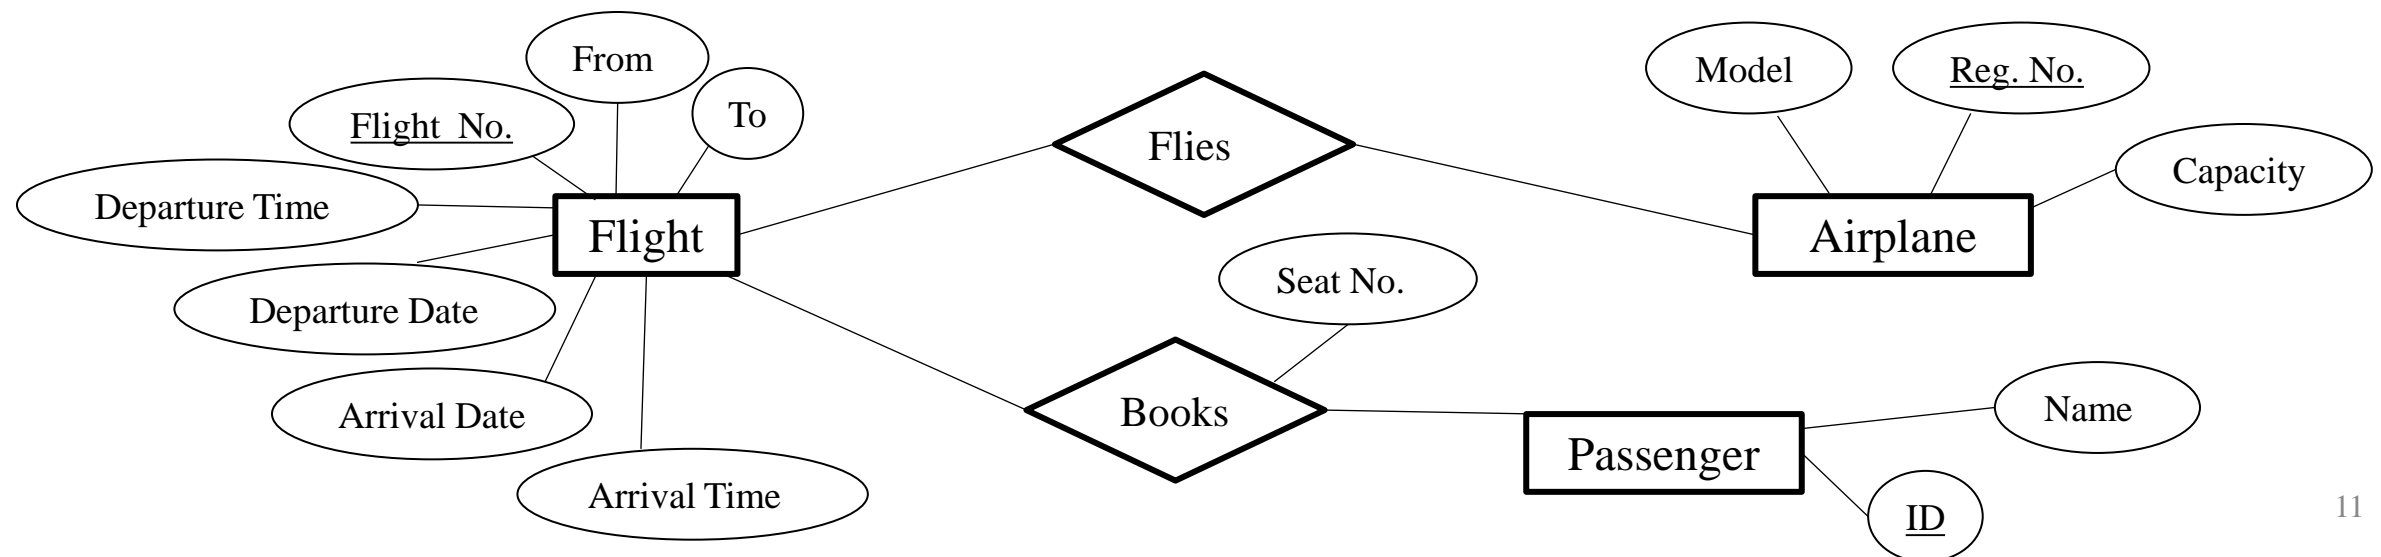 From
To
Flight  No.
Departure Time
Flight
Departure Date
Arrival Date
Arrival Time
Flies
Model
Reg. No.
Capacity
Airplane
Seat No.
Books
Passenger
Name
ID
11